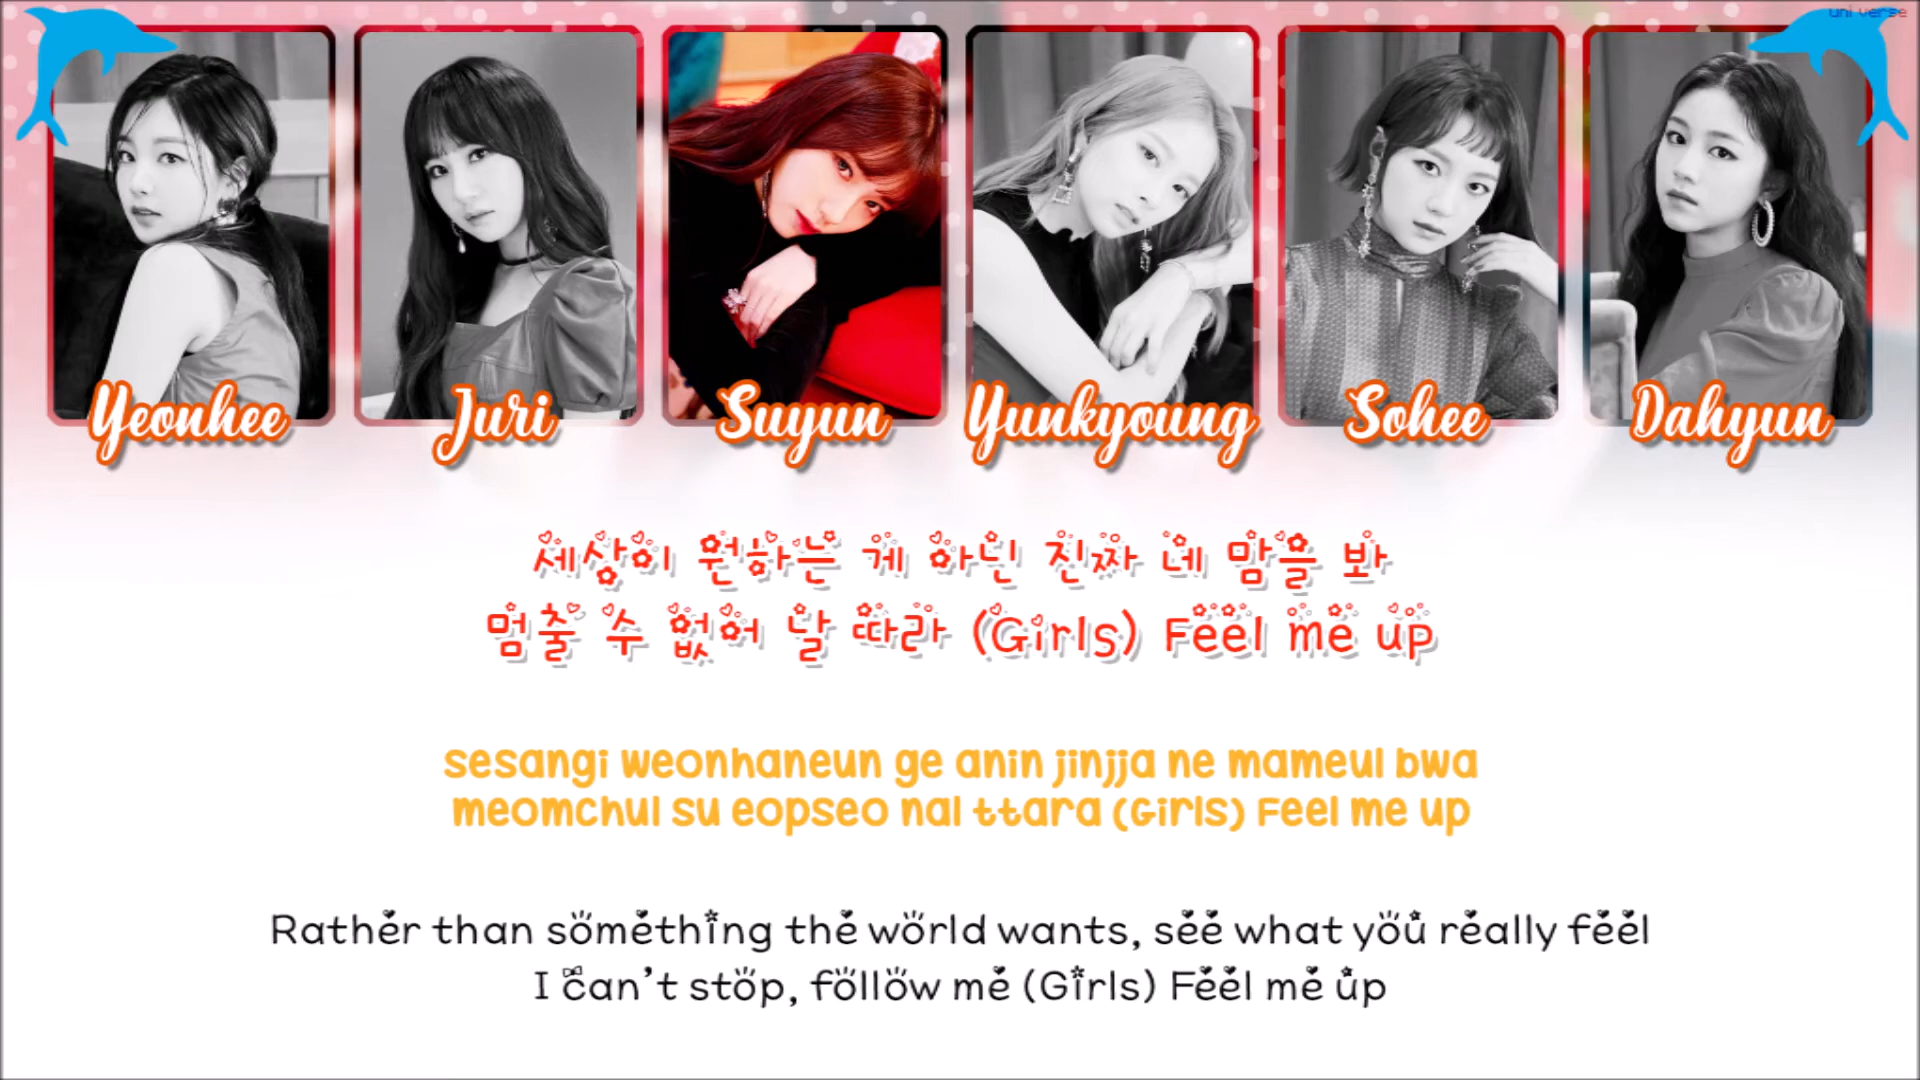 uni verse
Yeonhee
Juri
Suyun
Yunkyoung
Sohee
Dahyun
세상이 원하는 게 아닌 진짜 네 맘을 봐
멈출 수 없어 날 따라 (Girls) Feel me up
sesangi weonhaneun ge anin jinjja ne mameul bwa
meomchul su eopseo nal ttara (Girls) Feel me up
Rather than something the world wants, see what you really feel
I can't stop, follow me (Girls) Feel me up